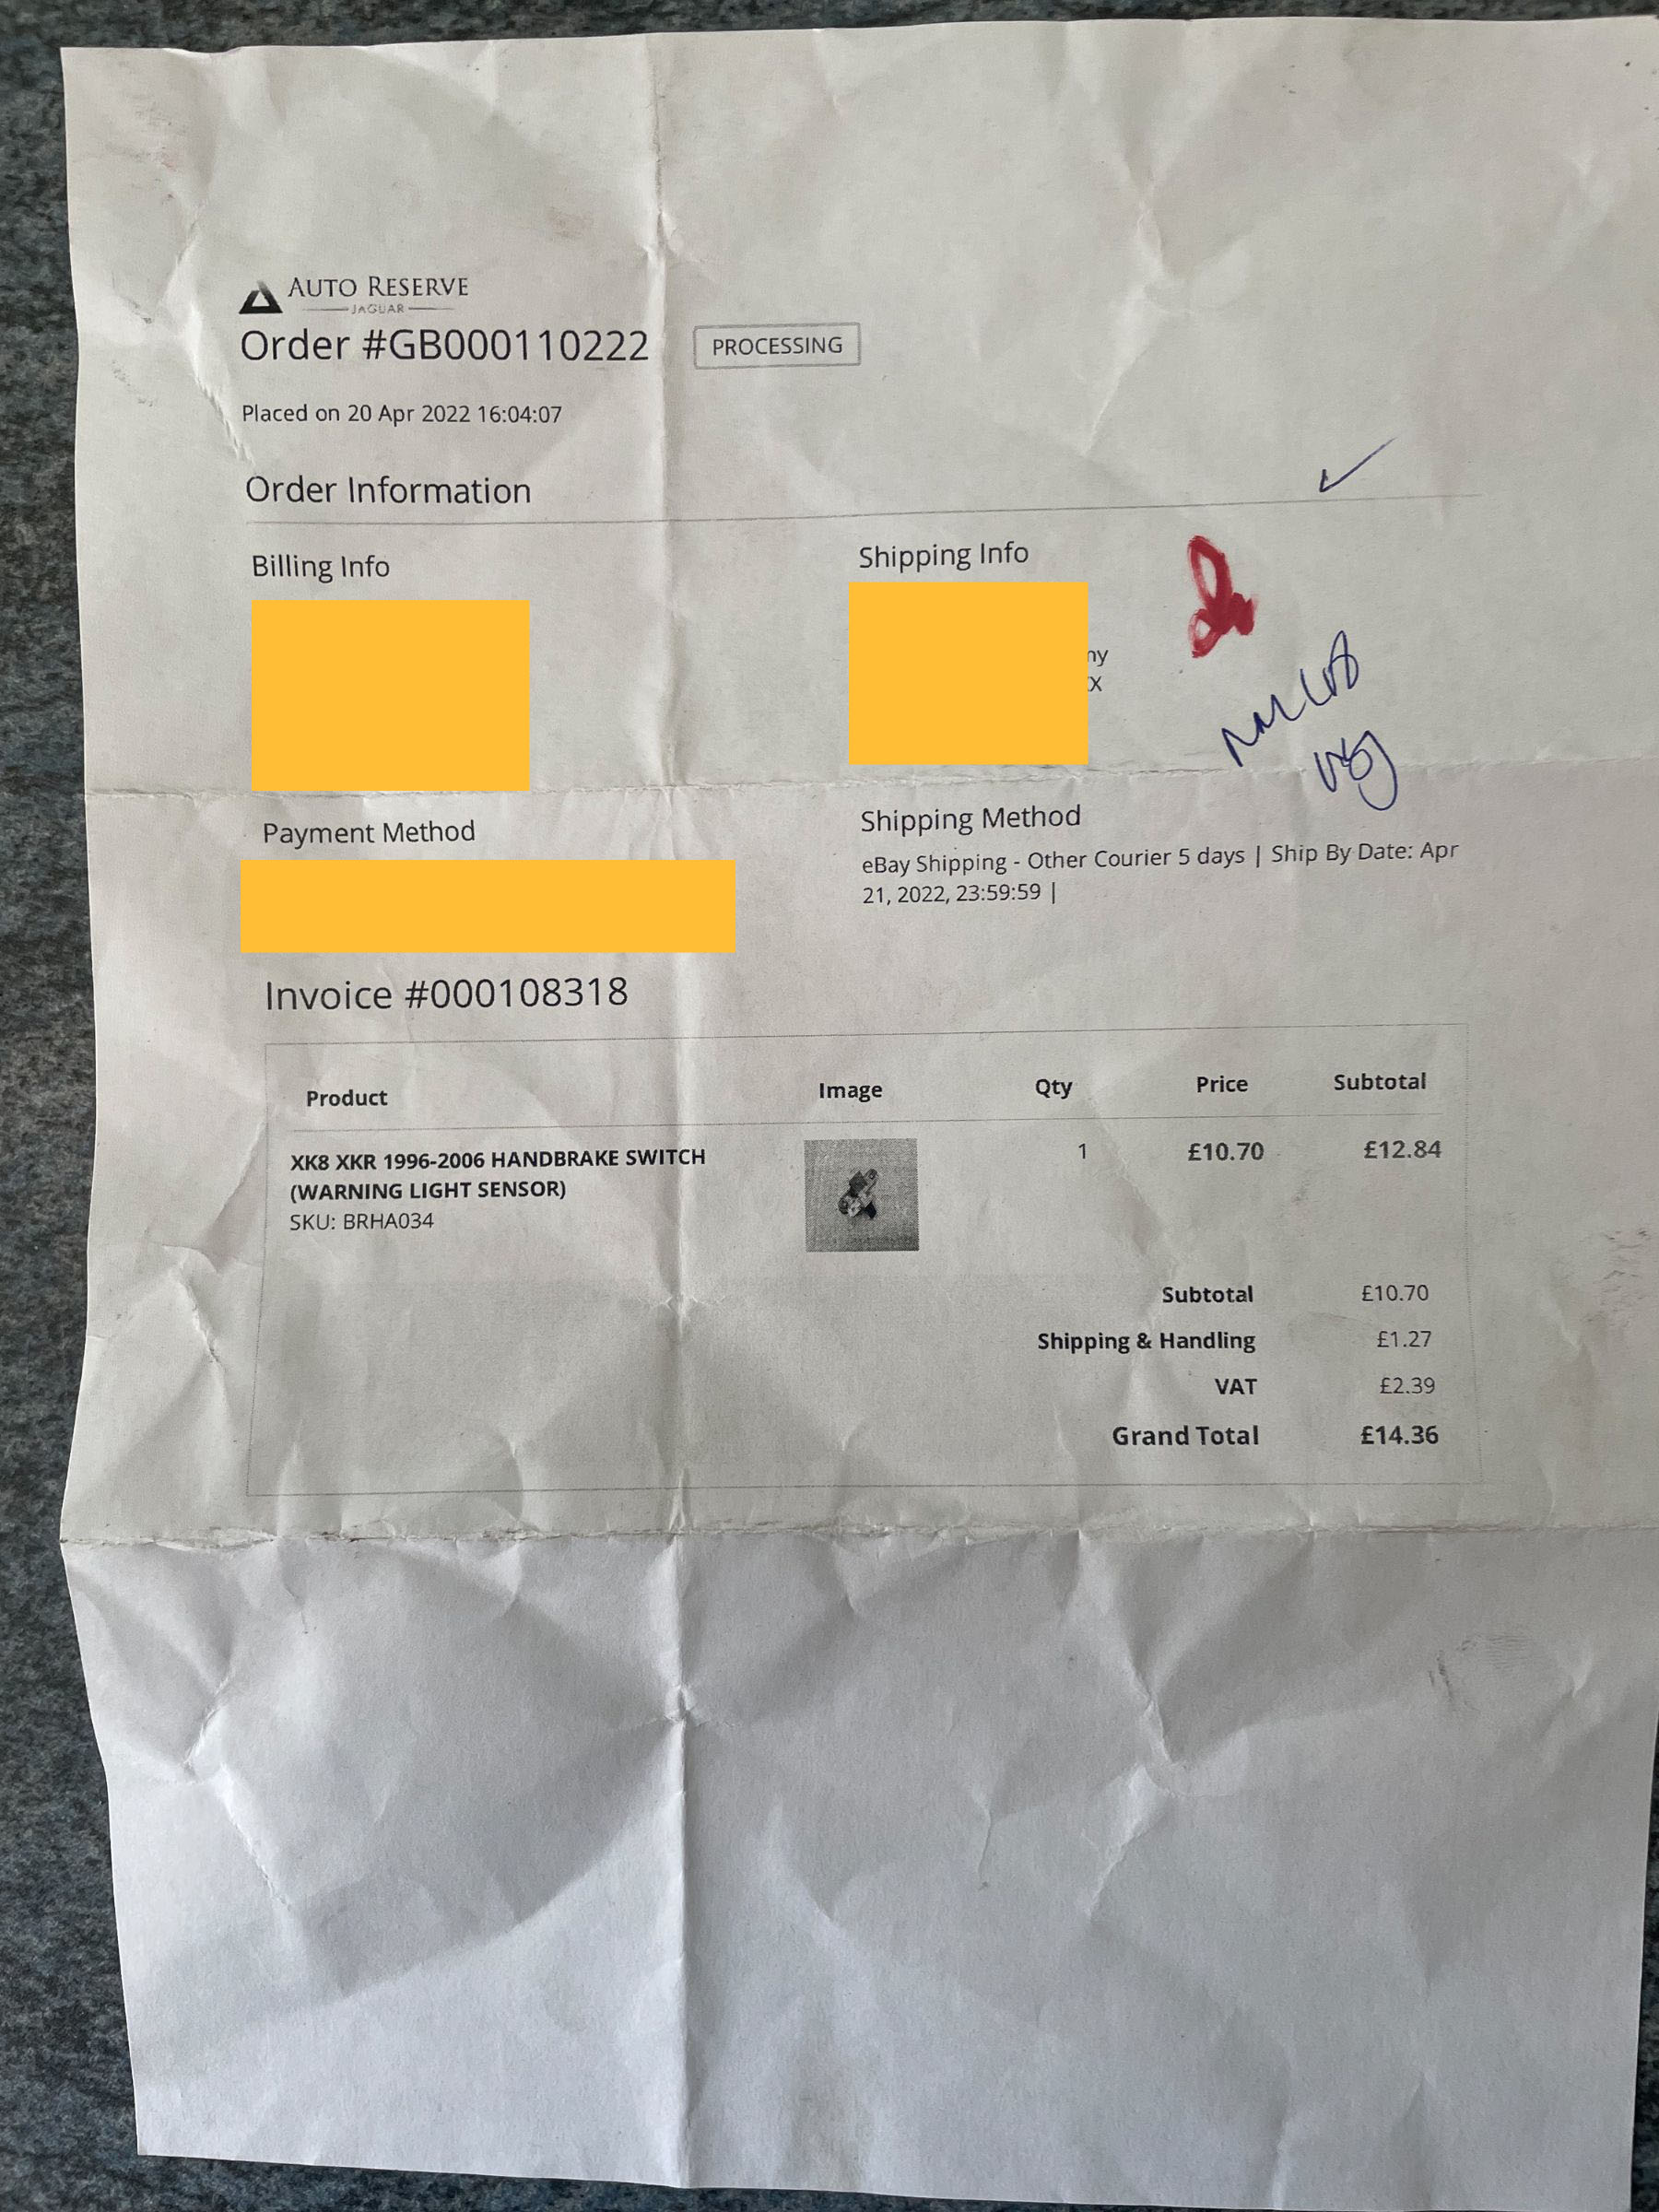 AUTO RESERVE
JAGUAR
Order #GB000110222 PROCESSING
Placed on 20 Apr 2022 16:04:07
Order Information
Billing Info
Shipping Info
ny
X
Payment Method
Shipping Method
eBay Shipping - Other Courier 5 days | Ship By Date: Apr
21, 2022, 23:59:59 |
Invoice #000108318
Product Image Qty Price Subtotal
XK8 XKR 1996-2006 HANDBRAKE SWITCH 1 £10.70 £12.84
(WARNING LIGHT SENSOR)
SKU: BRHA034
Subtotal £10.70
Shipping & Handling £1.27
VAT £2.39
Grand Total £14.36